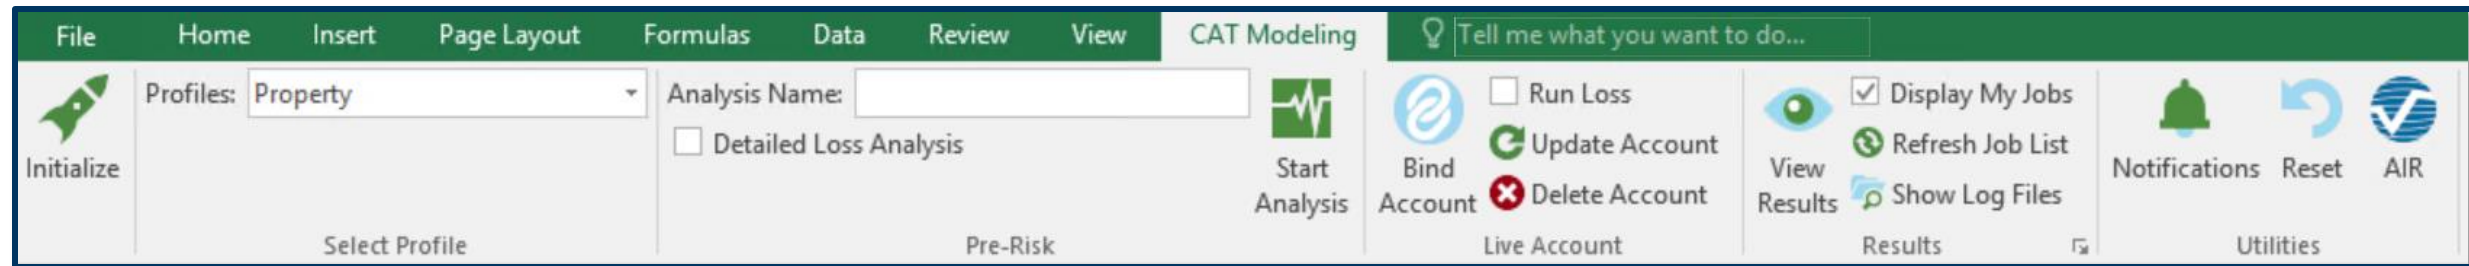 File Home Insert Page Layout Formulas Data Review View CAT Modeling Tell me what you want to do...
Initialize
Profiles: Property
Select Profile
Analysis Name:
Detailed Loss Analysis
Start
Analysis
Pre-Risk
Bind
Account
Run Loss
Update Account
Delete Account
Live Account
View
Results
Display My Jobs
Refresh Job List
Show Log Files
Results
Notifications
Reset
AIR
Utilities